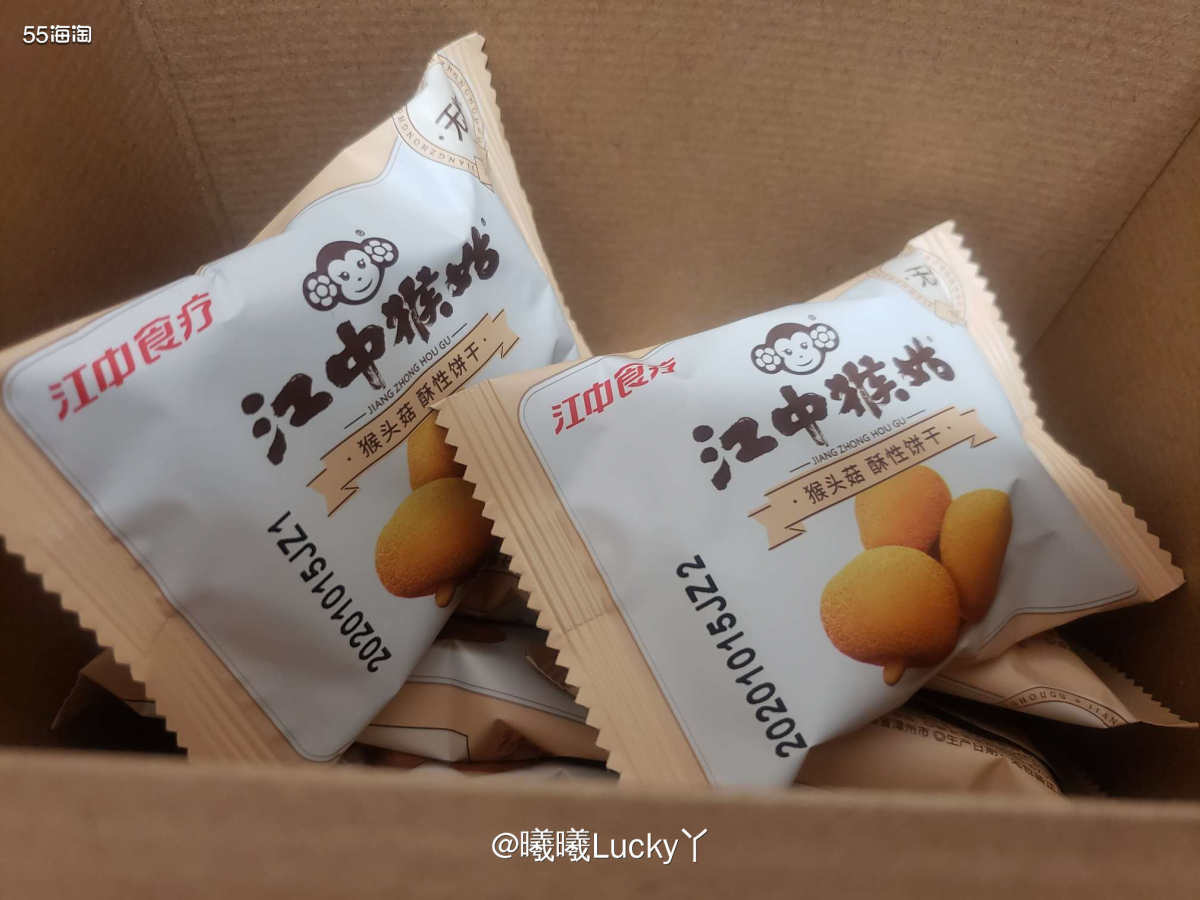 55海淘
江中食疗
江中猴姑
JIANG ZHONG HOU GU
·猴头菇 酥性饼干·
20201015JZ1
江中食疗
江中猴姑
JIANG ZHONG HOU GU
·猴头菇 酥性饼干·
20201015JZ2
@曦曦Lucky丫